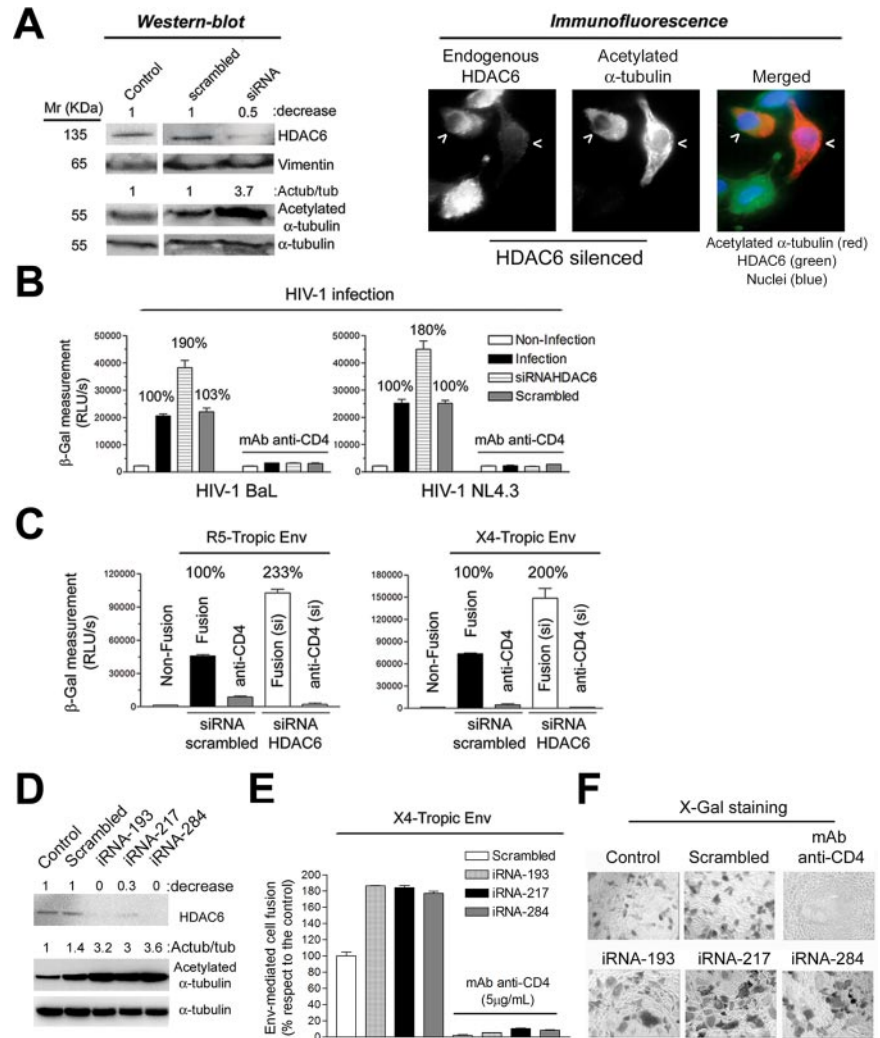 A
Western-blot
Control
scrambled
siRNA
Mr (KDa)
1 1 0.5 :decrease
135 HDAC6
65 Vimentin
1 1 3.7 :Actub/tub
55 Acetylated
α-tubulin
55 α-tubulin
Immunofluorescence
Endogenous
HDAC6
Acetylated
α-tubulin
Merged
HDAC6 silenced
Acetylated α-tubulin (red)
HDAC6 (green)
Nuclei (blue)
B
HIV-1 infection
β-Gal measurement
(RLU/s)
50000
40000
30000
20000
10000
0
100%
190%
103%
mAb anti-CD4
HIV-1 BaL
50000
40000
30000
20000
10000
0
100%
180%
100%
mAb anti-CD4
HIV-1 NL4.3
Non-Infection
Infection
siRNAHDAC6
Scrambled
C
R5-Tropic Env
β-Gal measurement
(RLU/s)
120000
90000
60000
30000
0
100%
233%
Non-Fusion
Fusion
anti-CD4
Fusion (si)
anti-CD4 (si)
siRNA
scrambled
siRNA
HDAC6
X4-Tropic Env
180000
150000
120000
90000
60000
30000
0
100%
200%
Non-Fusion
Fusion
anti-CD4
Fusion (si)
anti-CD4 (si)
siRNA
scrambled
siRNA
HDAC6
D
Control
Scrambled
iRNA-193
iRNA-217
iRNA-284
1 1 0 0.3 0 :decrease
HDAC6
1 1.4 3.2 3 3.6 :Actub/tub
Acetylated
α-tubulin
α-tubulin
E
X4-Tropic Env
Env-mediated cell fusion
(% respect to the control)
200
180
160
140
120
100
80
60
40
20
0
Scrambled
iRNA-193
iRNA-217
iRNA-284
mAb anti-CD4
(5μg/mL)
F
X-Gal staining
Control
Scrambled
mAb
anti-CD4
iRNA-193
iRNA-217
iRNA-284